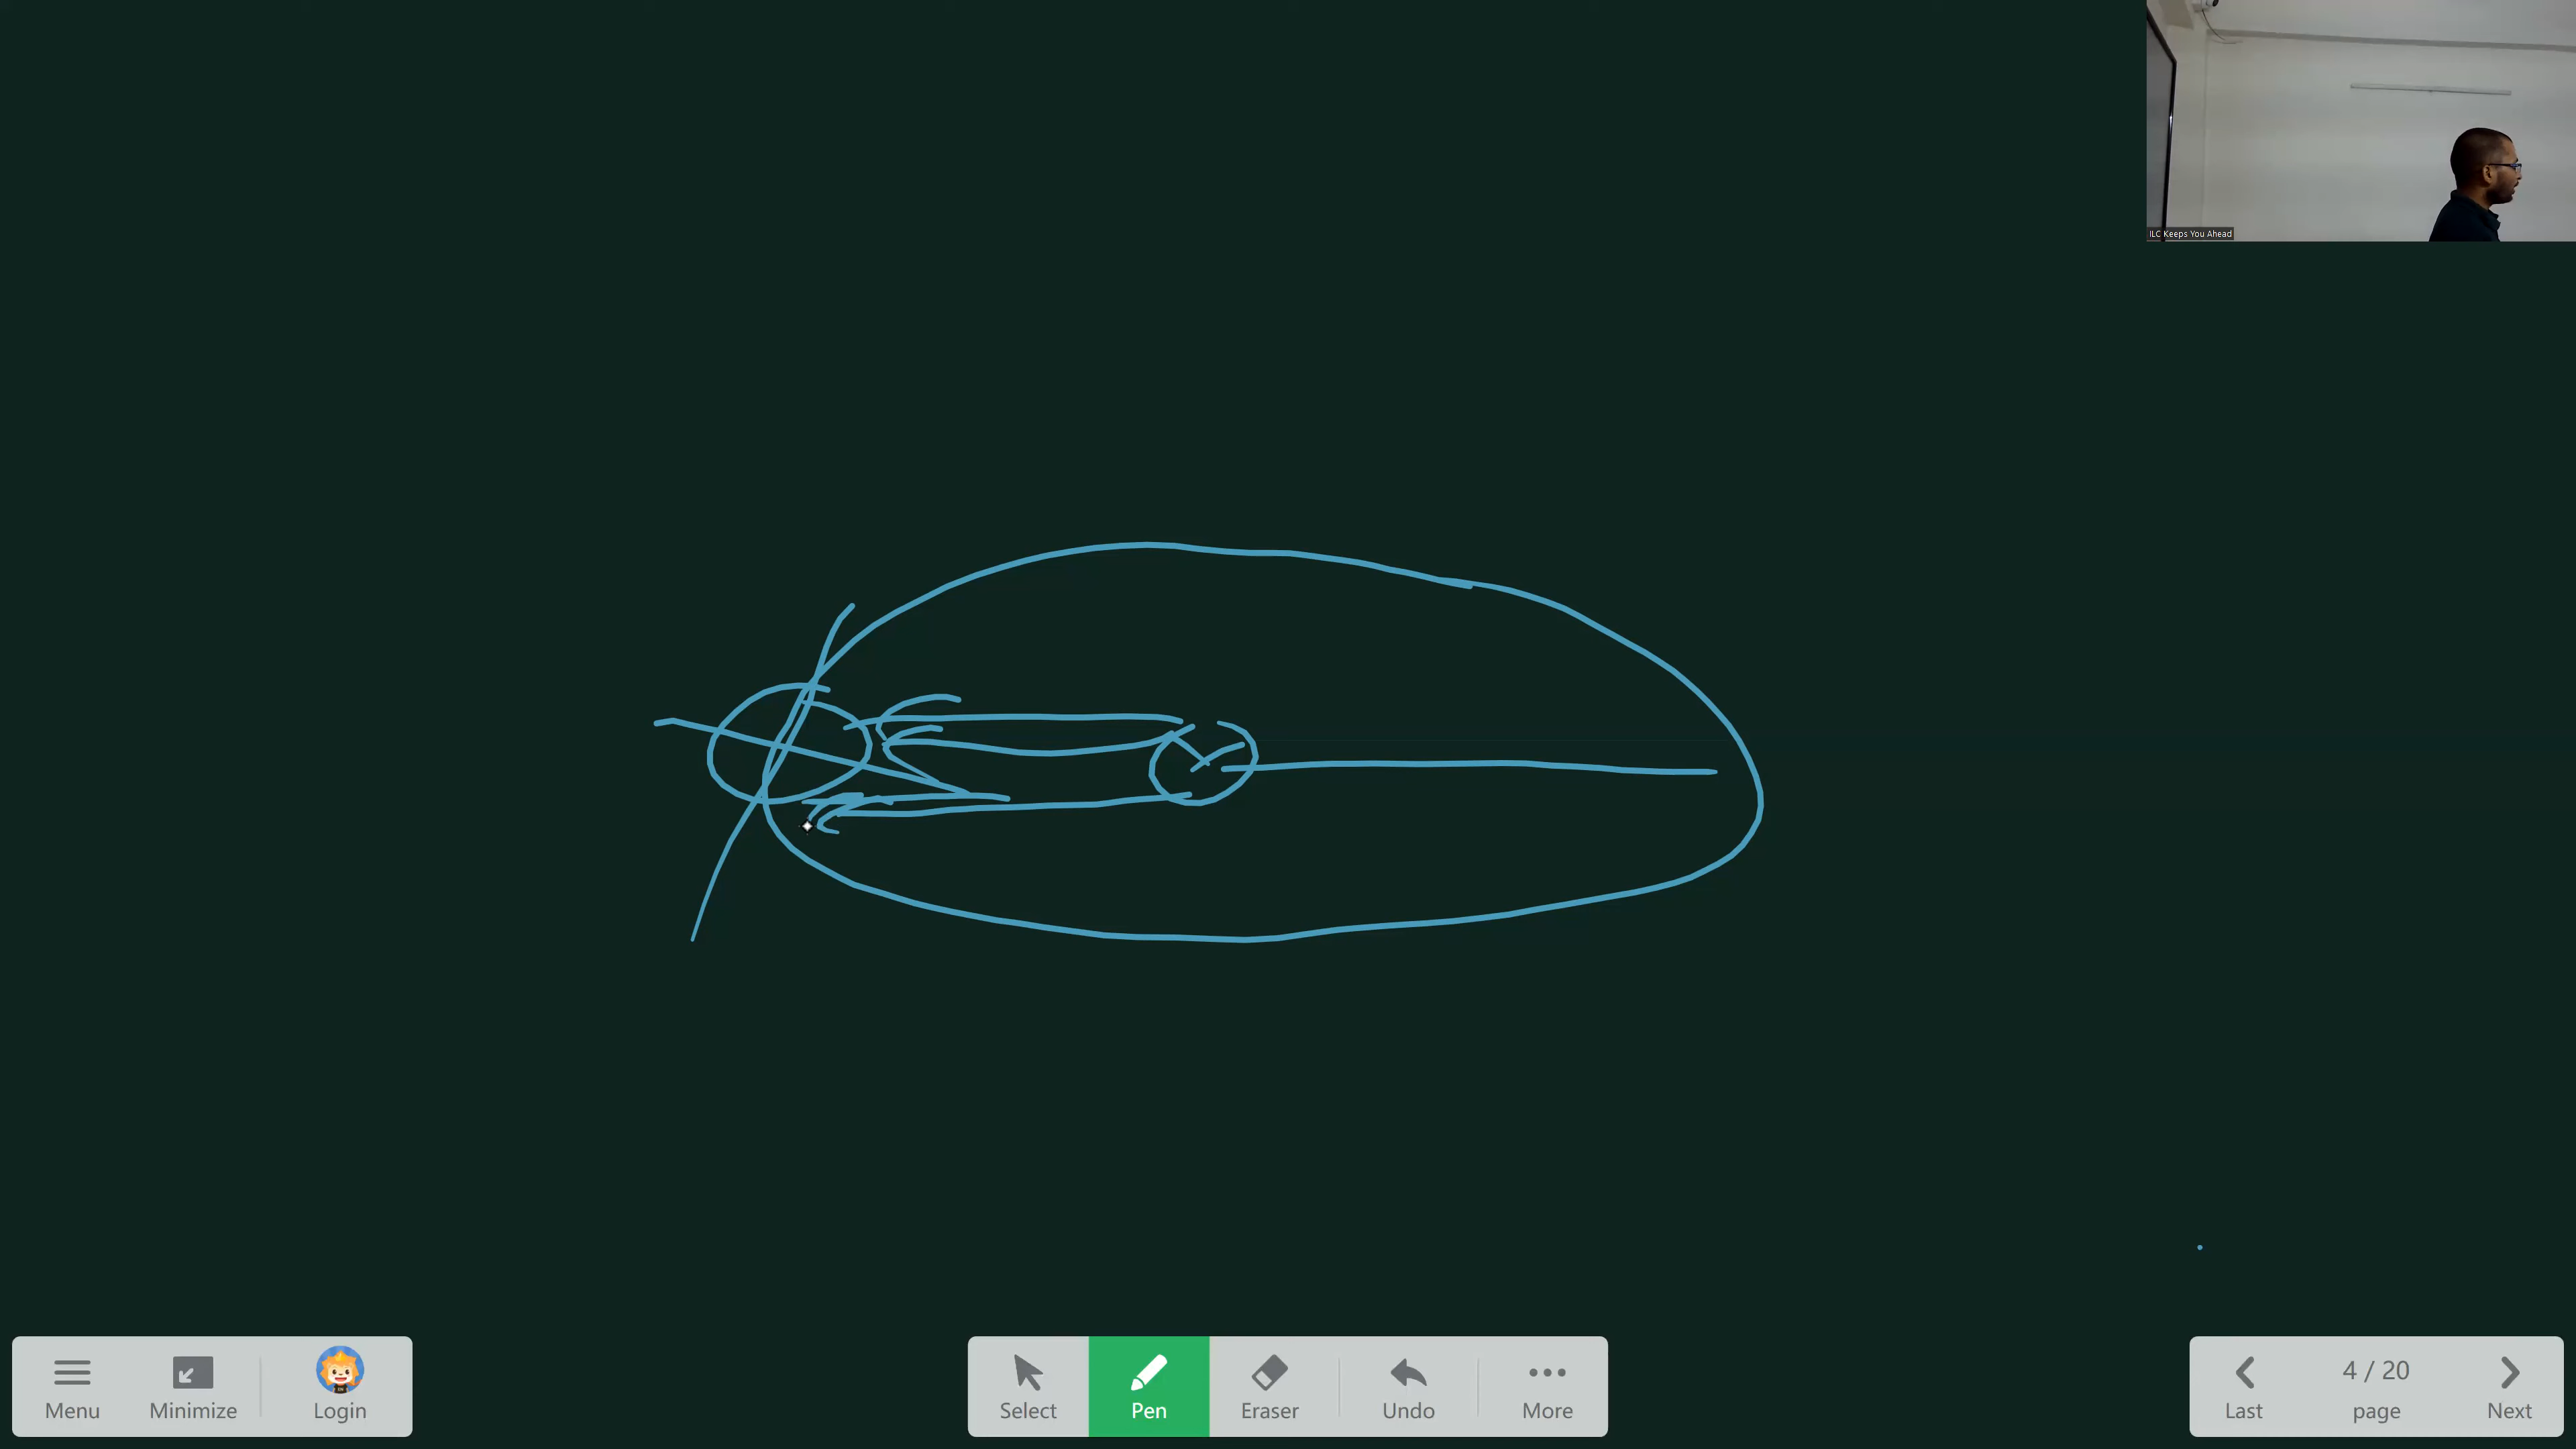 ILC Keeps You Ahead
Menu
Minimize
Login
Select
Pen
Eraser
Undo
More
Last
4 / 20
page
Next